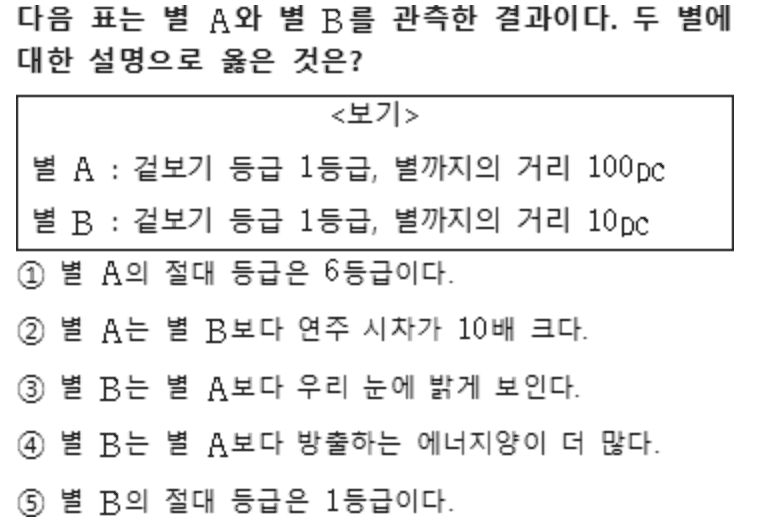 다음 표는 별 A와 별 B를 관측한 결과이다. 두 별에
대한 설명으로 옳은 것은?
<보기>
별 A : 겉보기 등급 1등급, 별까지의 거리 100pc
별 B : 겉보기 등급 1등급, 별까지의 거리 10pc
① 별 A의 절대 등급은 6등급이다.
② 별 A는 별 B보다 연주 시차가 10배 크다.
③ 별 B는 별 A보다 우리 눈에 밝게 보인다.
④ 별 B는 별 A보다 방출하는 에너지양이 더 많다.
⑤ 별 B의 절대 등급은 1등급이다.